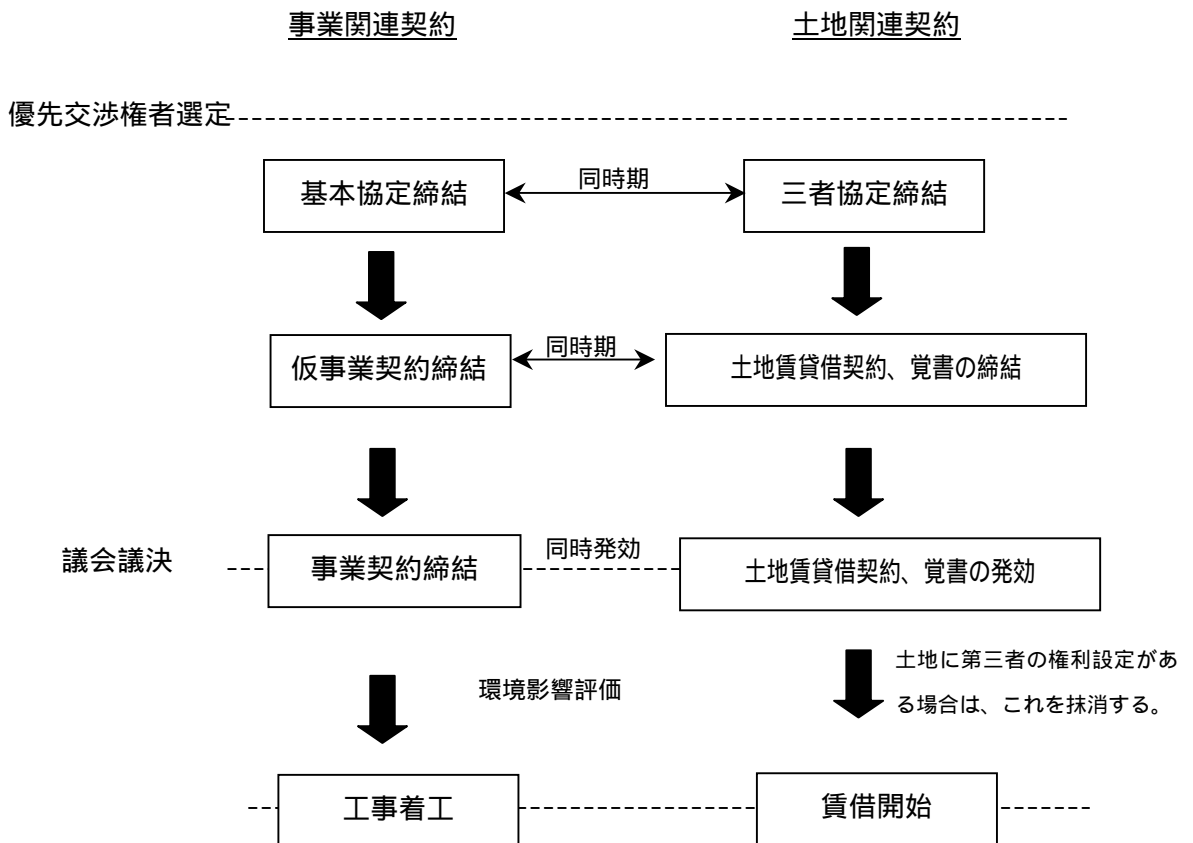 事業関連契約
土地関連契約
優先交渉権者選定
基本協定締結
同時期
三者協定締結
仮事業契約締結
同時期
土地賃貸借契約、覚書の締結
議会議決
事業契約締結
同時発効
土地賃貸借契約、覚書の発効
環境影響評価
土地に第三者の権利設定があ
る場合は、これを抹消する。
工事着工
賃借開始